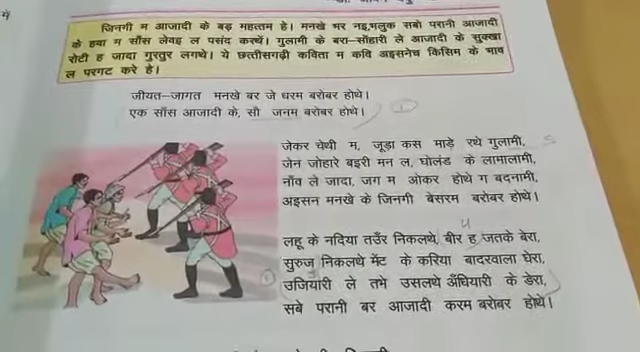 में
जिनगी म आजादी के बड़ महत्तम हे। मनखे भर नइ,भलुक सबो परानी आजादी
के हवा म साँस लेवइ ल पसंद करथें। गुलामी के बरा-सोंहारी ले आजादी के सुक्खा
रोटी ह जादा गुरतुर लगथे। ये छत्तीसगढ़ी कविता म कवि अइसनेच किसिम के भाव
ल परगट करे हे।
जीयत-जागत मनखे बर जे धरम बरोबर होथे।
एक साँस आजादी के, सौ जनम बरोबर होथे।
जेकर चेथी म, जूड़ा कस माड़े रथे गुलामी,
जेन जोहारे बइरी मन ल, घोलंड के लामालामी,
नाँव ले जादा, जग म ओकर होथे ग बदनामी,
अइसन मनखे के जिनगी बेसरम बरोबर होथे।
लहू के नदिया तउँर निकलथे, बीर ह जतके बेरा,
सुरुज निकलथे मेंट के करिया बादरवाला घेरा,
उजियारी ले तभे उसलथे अँधियारी के डेरा,
सबे परानी बर आजादी करम बरोबर होथे।